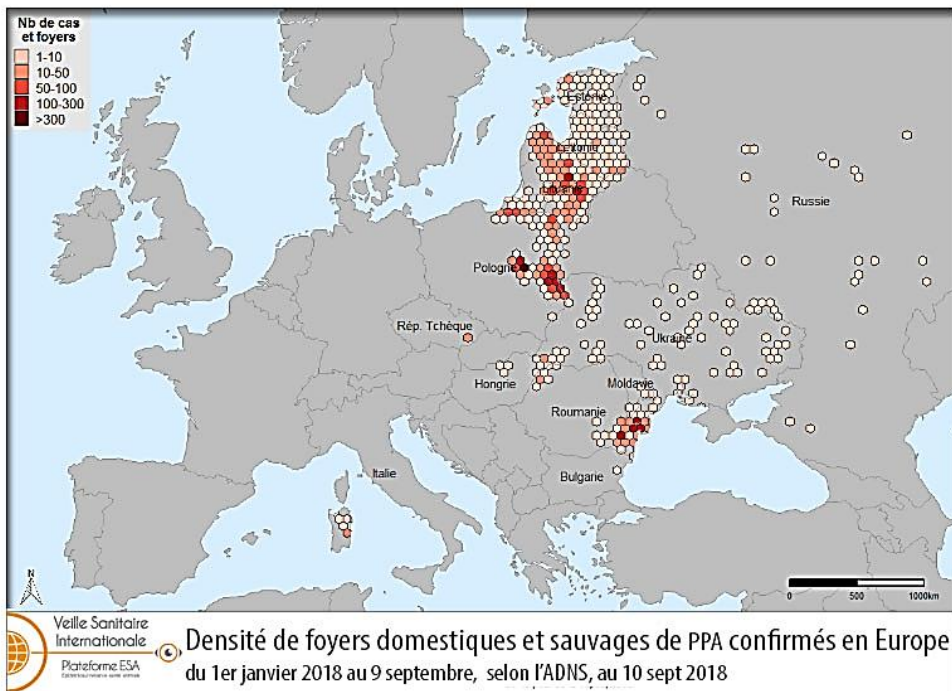 Nb de cas
et foyers
1-10
10-50
50-100
100-300
>300
Estonie
Lettonie
Lituanie
Russie
Pologne
Rép. Tchèque
Ukraine
Hongrie
Moldavie
Roumanie
Italie
Bulgarie
N
0 500 1000km
Veille Sanitaire
Internationale
Plateforme ESA
Densité de foyers domestiques et sauvages de PPA confirmés en Europe
du 1er janvier 2018 au 9 septembre, selon l'ADNS, au 10 sept 2018